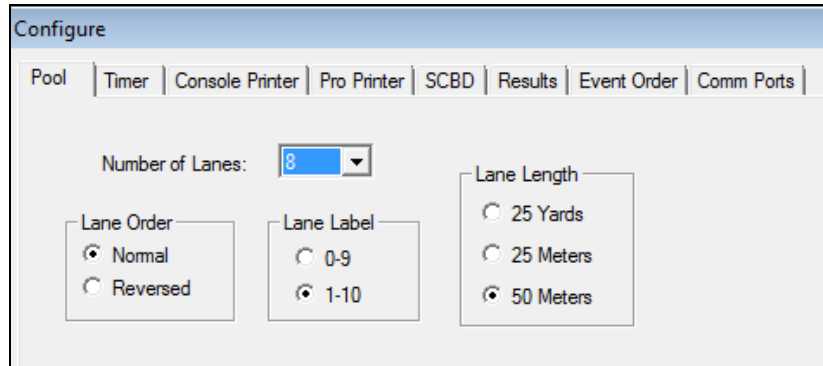 Configure
Pool Timer Console Printer Pro Printer SCBD Results Event Order Comm Ports
Number of Lanes: 8
Lane Length
25 Yards
25 Meters
50 Meters
Lane Order
Normal
Reversed
Lane Label
0-9
1-10